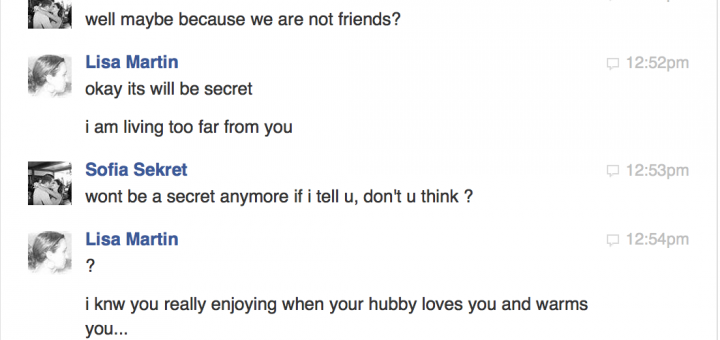 well maybe because we are not friends?
Lisa Martin 12:52pm
okay its will be secret
i am living too far from you
Sofia Sekret 12:53pm
wont be a secret anymore if i tell u, don't u think ?
Lisa Martin 12:54pm
?
i knw you really enjoying when your hubby loves you and warms
you...